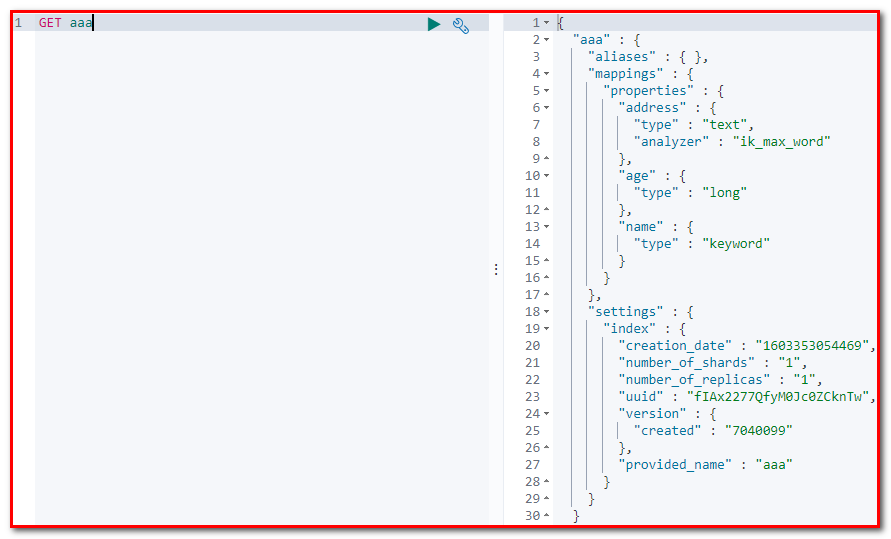 1 GET aaa
1 {
2 "aaa" : {
3 "aliases" : { },
4 "mappings" : {
5 "properties" : {
6 "address" : {
7 "type" : "text",
8 "analyzer" : "ik_max_word"
9 },
10 "age" : {
11 "type" : "long"
12 },
13 "name" : {
14 "type" : "keyword"
15 }
16 }
17 },
18 "settings" : {
19 "index" : {
20 "creation_date" : "1603353054469",
21 "number_of_shards" : "1",
22 "number_of_replicas" : "1",
23 "uuid" : "fIAx2277QfyM0Jc0ZCknTw",
24 "version" : {
25 "created" : "7040099"
26 },
27 "provided_name" : "aaa"
28 }
29 }
30 }